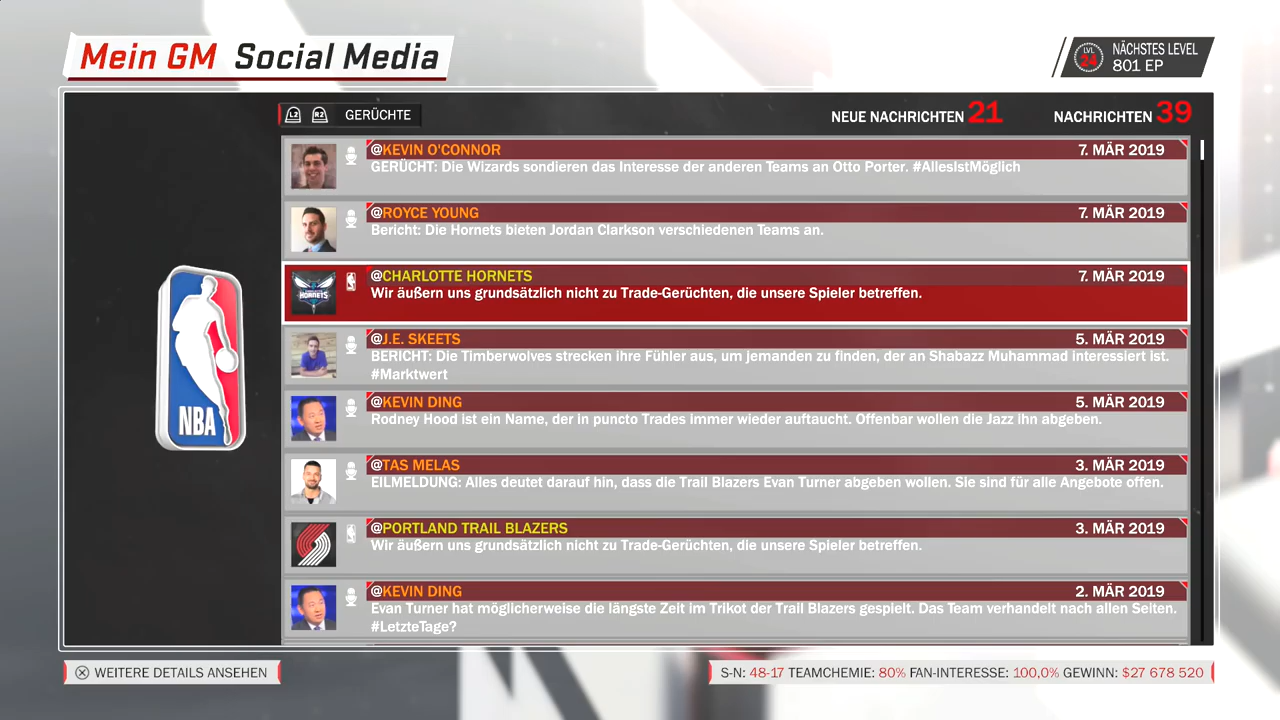 Mein GM Social Media
LVL
24
NÄCHSTES LEVEL
801 EP
L2 R2 GERÜCHTE
NEUE NACHRICHTEN 21
NACHRICHTEN 39
@KEVIN O'CONNOR 7. MÄR 2019
GERÜCHT: Die Wizards sondieren das Interesse der anderen Teams an Otto Porter. #AllesIstMöglich
@ROYCE YOUNG 7. MÄR 2019
Bericht: Die Hornets bieten Jordan Clarkson verschiedenen Teams an.
HORNETS
@CHARLOTTE HORNETS 7. MÄR 2019
Wir äußern uns grundsätzlich nicht zu Trade-Gerüchten, die unsere Spieler betreffen.
@J.E. SKEETS 5. MÄR 2019
BERICHT: Die Timberwolves strecken ihre Fühler aus, um jemanden zu finden, der an Shabazz Muhammad interessiert ist.
#Marktwert
@KEVIN DING 5. MÄR 2019
Rodney Hood ist ein Name, der in puncto Trades immer wieder auftaucht. Offenbar wollen die Jazz ihn abgeben.
@TAS MELAS 3. MÄR 2019
EILMELDUNG: Alles deutet darauf hin, dass die Trail Blazers Evan Turner abgeben wollen. Sie sind für alle Angebote offen.
@PORTLAND TRAIL BLAZERS 3. MÄR 2019
Wir äußern uns grundsätzlich nicht zu Trade-Gerüchten, die unsere Spieler betreffen.
@KEVIN DING 2. MÄR 2019
Evan Turner hat möglicherweise die längste Zeit im Trikot der Trail Blazers gespielt. Das Team verhandelt nach allen Seiten.
#LetzteTage?
NBA
WEITERE DETAILS ANSEHEN
S-N: 48-17 TEAMCHEMIE: 80% FAN-INTERESSE: 100,0% GEWINN: $27 678 520